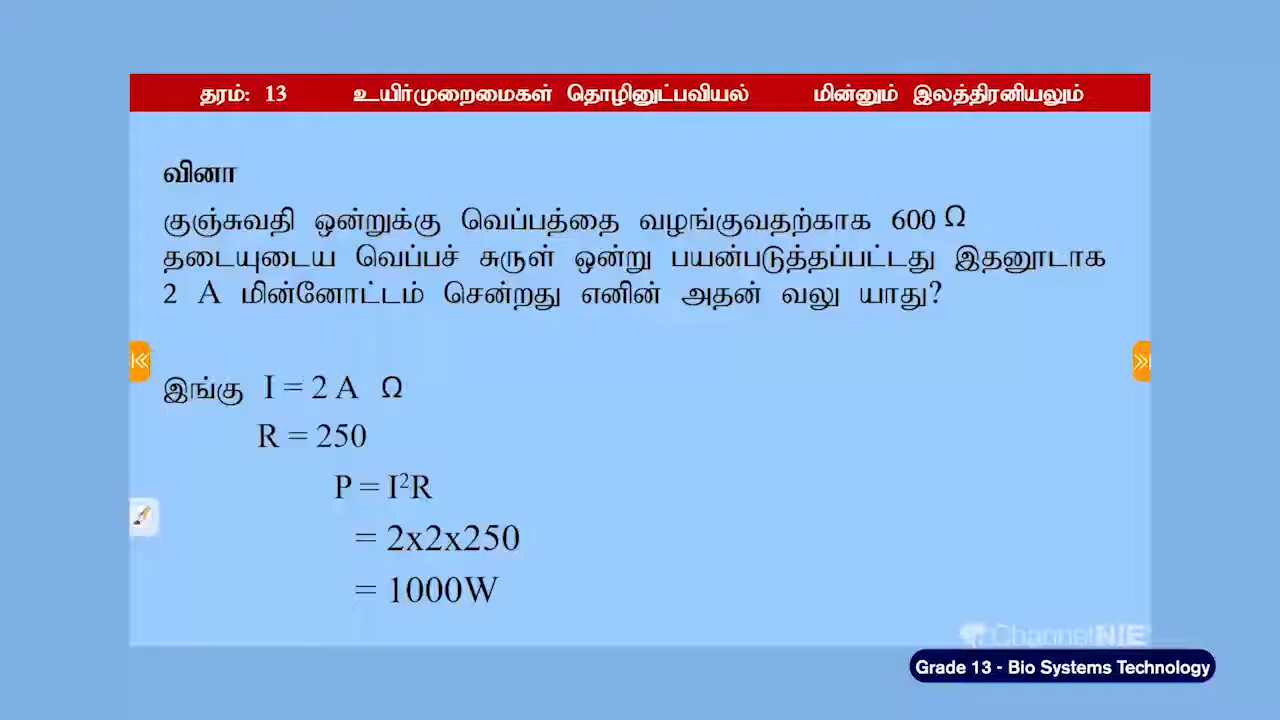 தரம்: 13 உயிர்முறைமைகள் தொழினுட்பவியல் மின்னும் இலத்திரனியலும்
வினா
குஞ்சுவதி ஒன்றுக்கு வெப்பத்தை வழங்குவதற்காக 600 Ω
தடையுடைய வெப்பச் சுருள் ஒன்று பயன்படுத்தப்பட்டது இதனூடாக
2 A மின்னோட்டம் சென்றது எனின் அதன் வலு யாது?
இங்கு I = 2 A Ω
R = 250
P = I²R
= 2x2x250
= 1000W
Channel NIE
Grade 13 - Bio Systems Technology